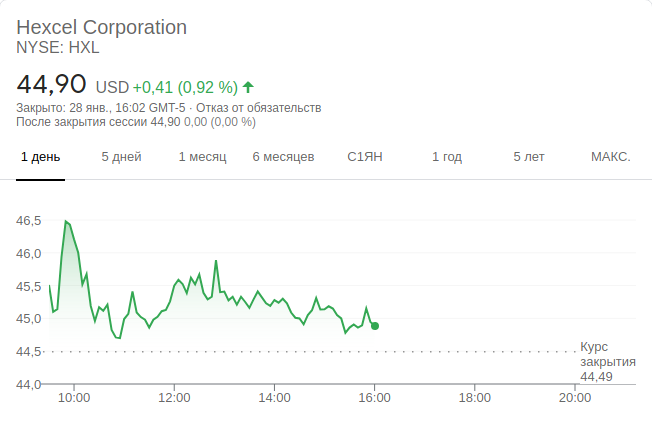 Hexcel Corporation
NYSE: HXL
44,90 USD +0,41 (0,92 %)
Закрыто: 28 янв., 16:02 GMT-5 · Отказ от обязательств
После закрытия сессии 44,90 0,00 (0,00 %)
1 день 5 дней 1 месяц 6 месяцев С1ЯН 1 год 5 лет МАКС.
46,5
46,0
45,5
45,0
44,5
44,0
Курс
закрытия
44,49
10:00 12:00 14:00 16:00 18:00 20:00